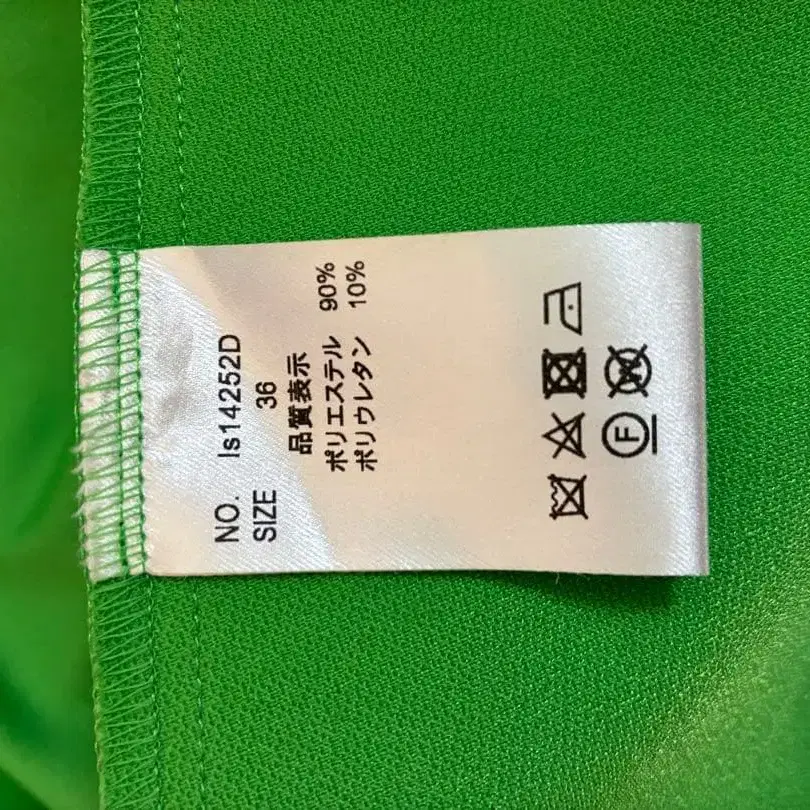 NO. Is14252D
SIZE 36
品質表示
ポリエステル 90%
ポリウレタン 10%
F
W